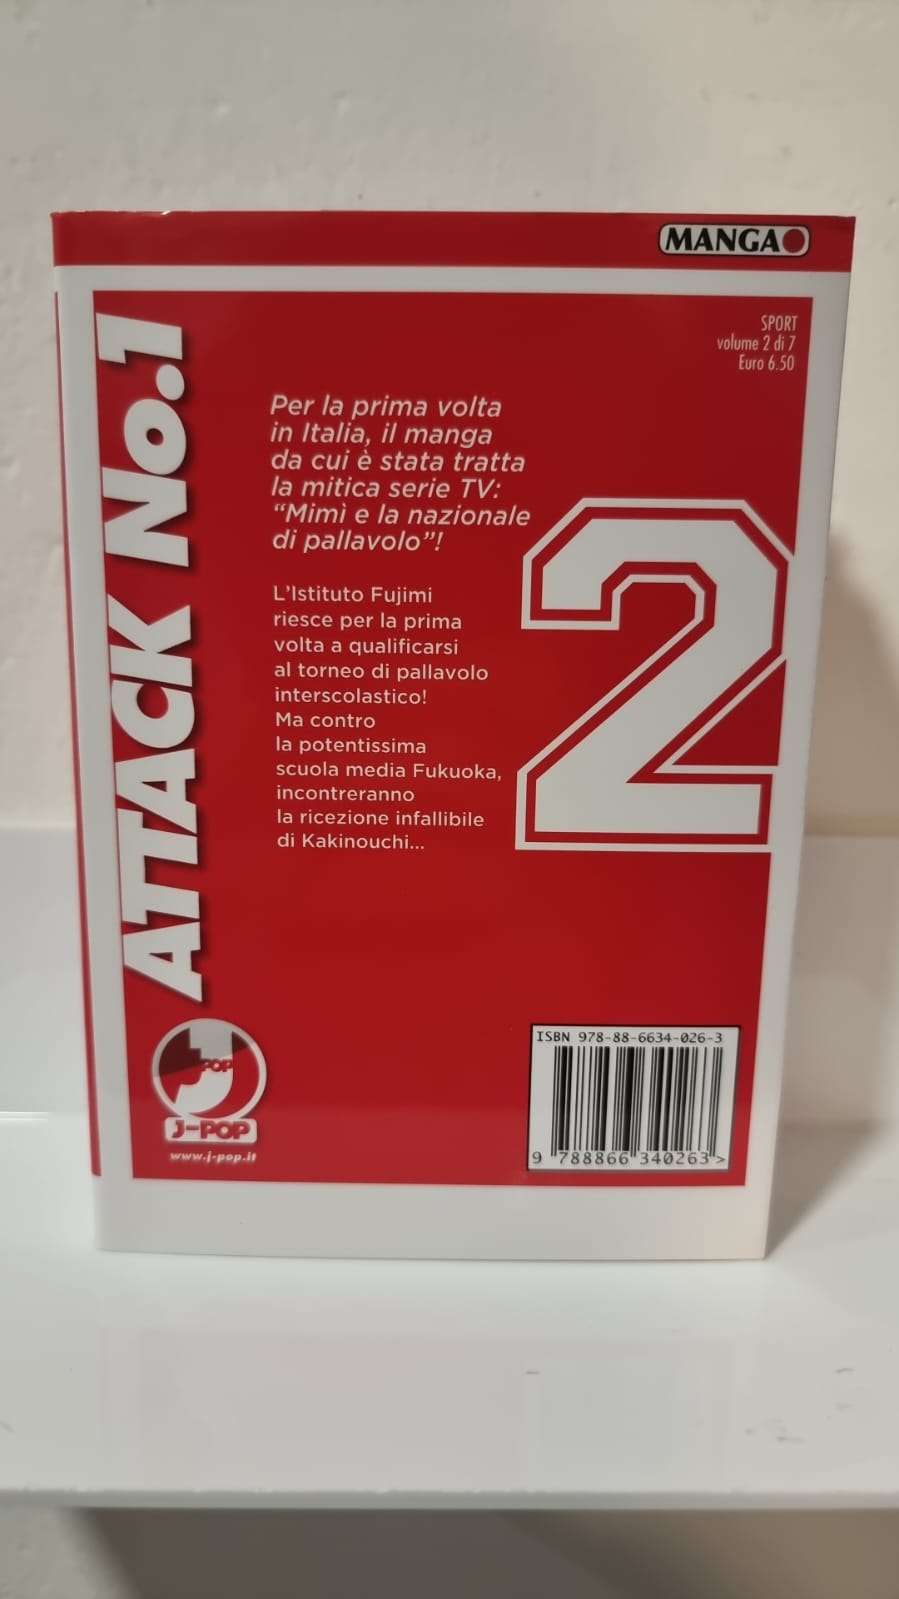 MANGA
SPORT
volume 2 di 7
Euro 6.50
ATTACK No.1
Per la prima volta
in Italia, il manga
da cui è stata tratta
la mitica serie TV:
“Mimì e la nazionale
di pallavolo”!
2
L’Istituto Fujimi
riesce per la prima
volta a qualificarsi
al torneo di pallavolo
interscolastico!
Ma contro
la potentissima
scuola media Fukuoka,
incontreranno
la ricezione infallibile
di Kakinouchi...
POP
J-POP
www.j-pop.it
ISBN 978-88-6634-026-3
9 788866 340263 >